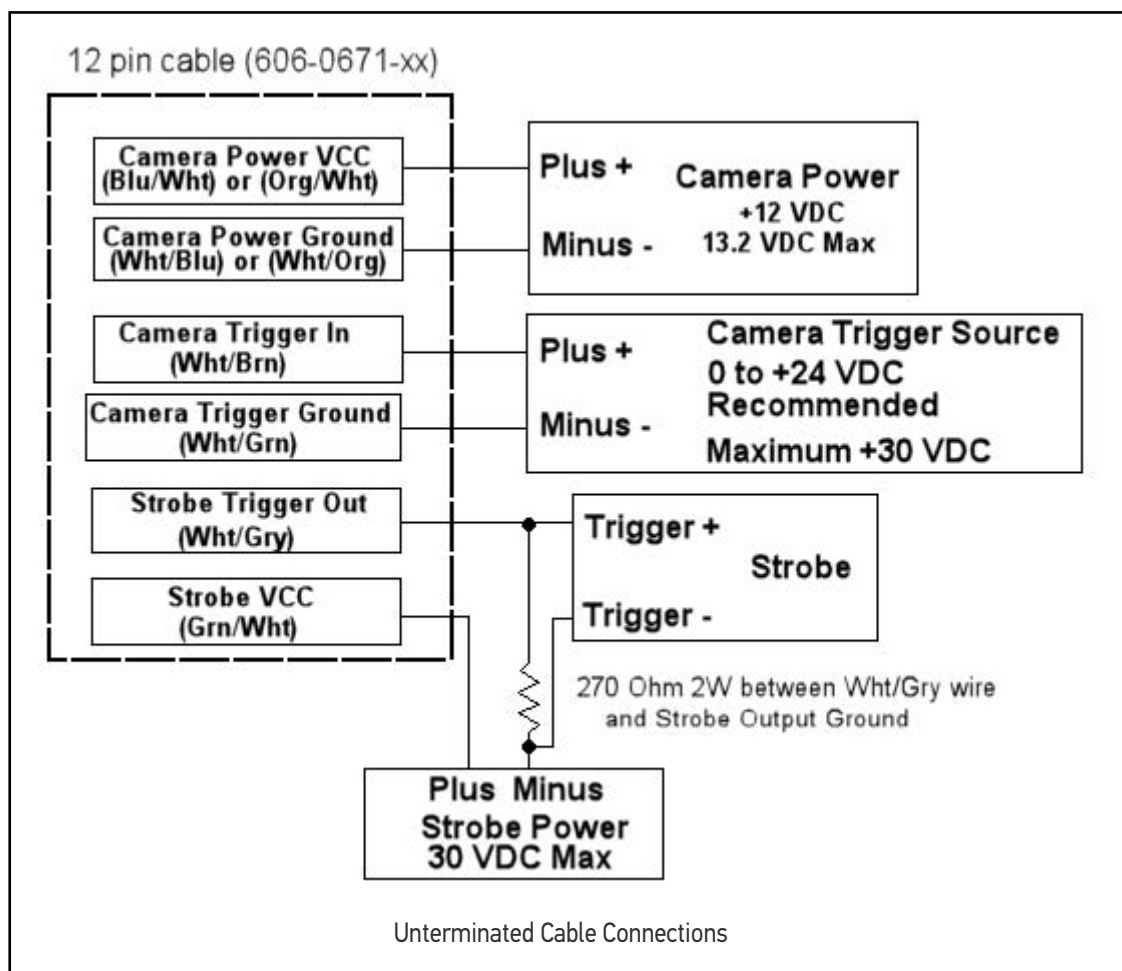 12 pin cable (606-0671-xx)
Camera Power VCC
(Blu/Wht) or (Org/Wht)
Camera Power Ground
(Wht/Blu) or (Wht/Org)
Camera Trigger In
(Wht/Brn)
Camera Trigger Ground
(Wht/Grn)
Strobe Trigger Out
(Wht/Gry)
Strobe VCC
(Grn/Wht)
Plus +
Minus -
Camera Power
+12 VDC
13.2 VDC Max
Plus +
Minus -
Camera Trigger Source
0 to +24 VDC
Recommended
Maximum +30 VDC
Trigger +
Strobe
Trigger -
270 Ohm 2W between Wht/Gry wire
and Strobe Output Ground
Plus Minus
Strobe Power
30 VDC Max
Unterminated Cable Connections